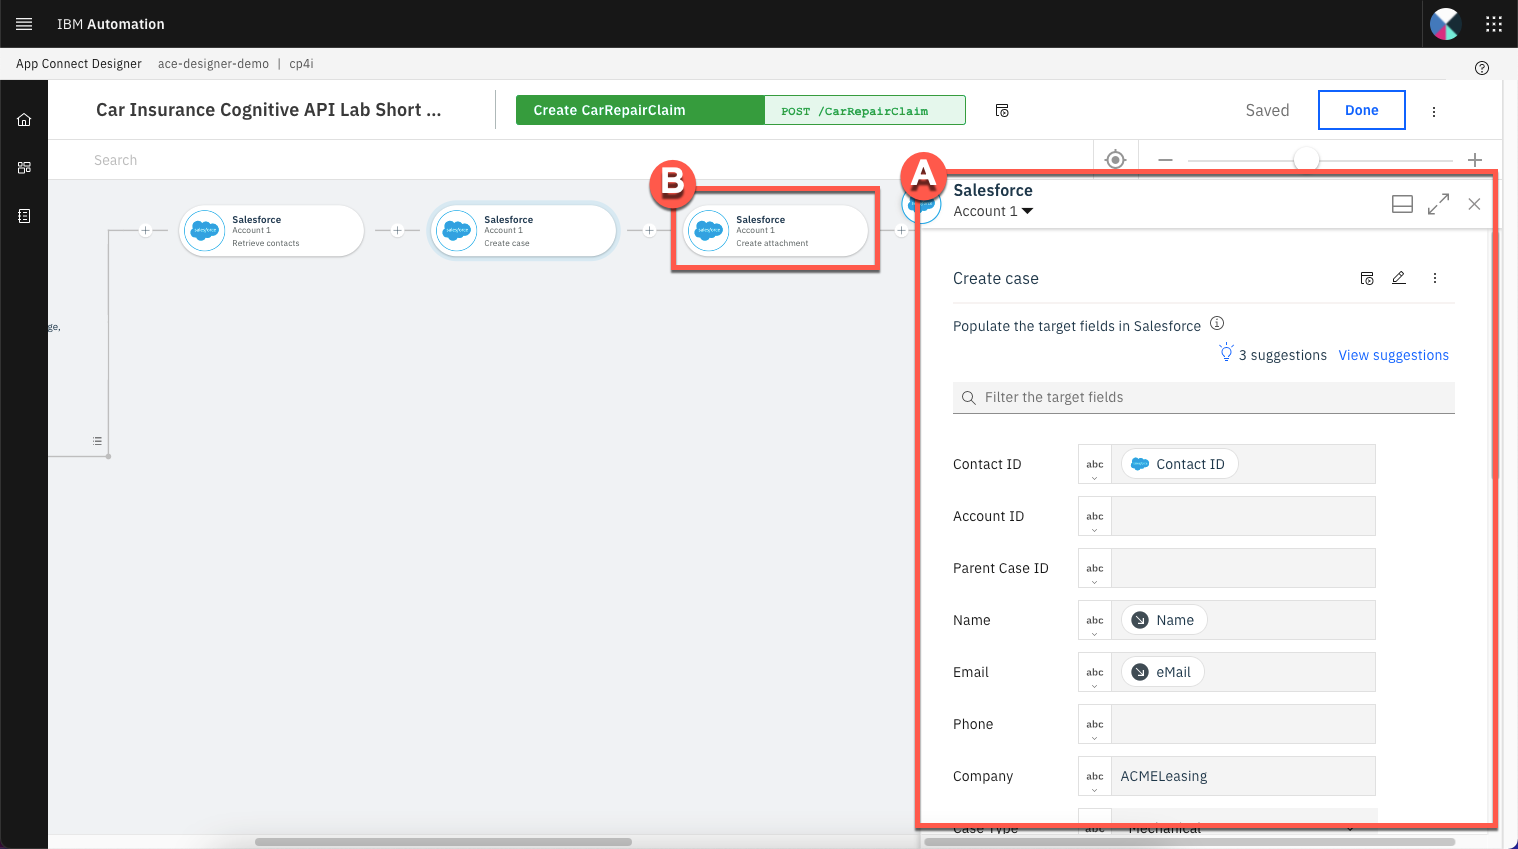 IBM Automation
App Connect Designer ace-designer-demo | cp4i
Car Insurance Cognitive API Lab Short ...
Create CarRepairClaim
POST /CarRepairClaim
Saved
Done
Search
B
A
Salesforce
Account 1
Retrieve contacts
Salesforce
Account 1
Create case
Salesforce
Account 1
Create attachment
ge,
Salesforce
Account 1
Create case
Populate the target fields in Salesforce
3 suggestions View suggestions
Filter the target fields
Contact ID abc Contact ID
Account ID abc
Parent Case ID abc
Name abc Name
Email abc eMail
Phone abc
Company abc ACMELeasing
Case Type abc Mechanical